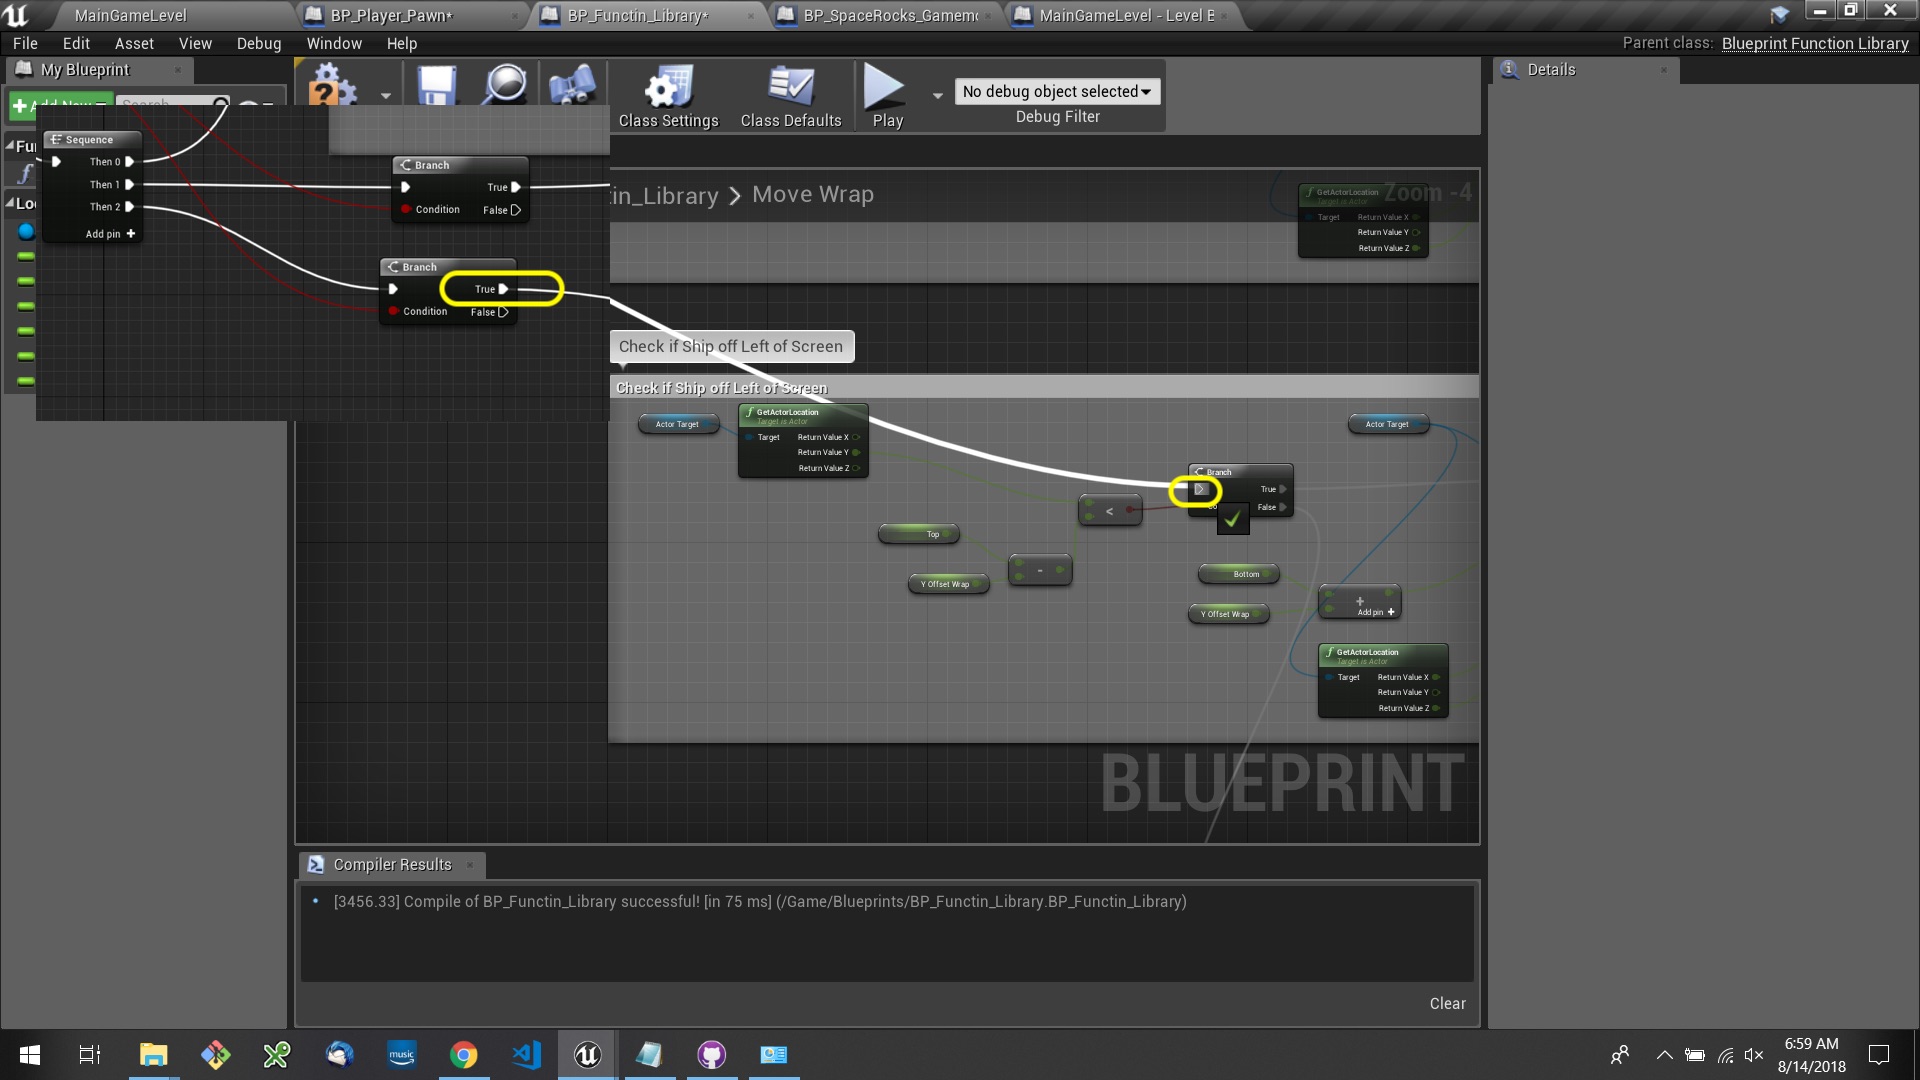 MainGameLevel
BP_Player_Pawn*
BP_Functin_Library*
BP_SpaceRocks_Gamemo
MainGameLevel - Level B
File Edit Asset View Debug Window Help
Parent class: Blueprint Function Library
My Blueprint
Details
Class Settings
Class Defaults
Play
No debug object selected
Debug Filter
Fu
Lo
Sequence
Then 0
Then 1
Then 2
Add pin
Branch
True
Condition False
Branch
True
Condition False
in_Library > Move Wrap
Zoom -4
GetActorLocation
Target is Actor
Target Return Value X
Return Value Y
Return Value Z
Check if Ship off Left of Screen
Check if Ship off Left of Screen
Actor Target
GetActorLocation
Target is Actor
Target Return Value X
Return Value Y
Return Value Z
Actor Target
Branch
True
False
<
Top
Y Offset Wrap
-
Bottom
Y Offset Wrap
+
Add pin
GetActorLocation
Target is Actor
Target Return Value X
Return Value Y
Return Value Z
BLUEPRINT
Compiler Results
[3456.33] Compile of BP_Functin_Library successful! [in 75 ms] (/Game/Blueprints/BP_Functin_Library.BP_Functin_Library)
Clear
music
6:59 AM
8/14/2018